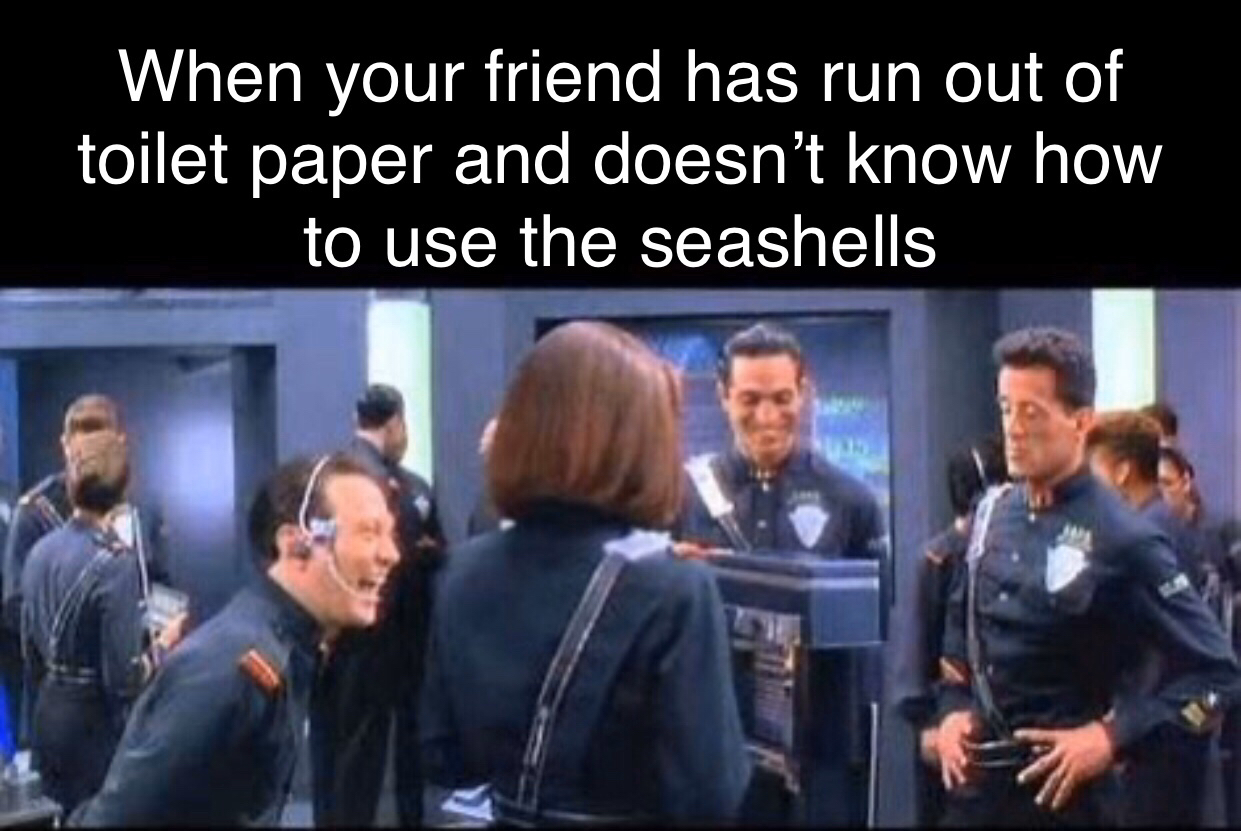 When your friend has run out of
toilet paper and doesn’t know how
to use the seashells